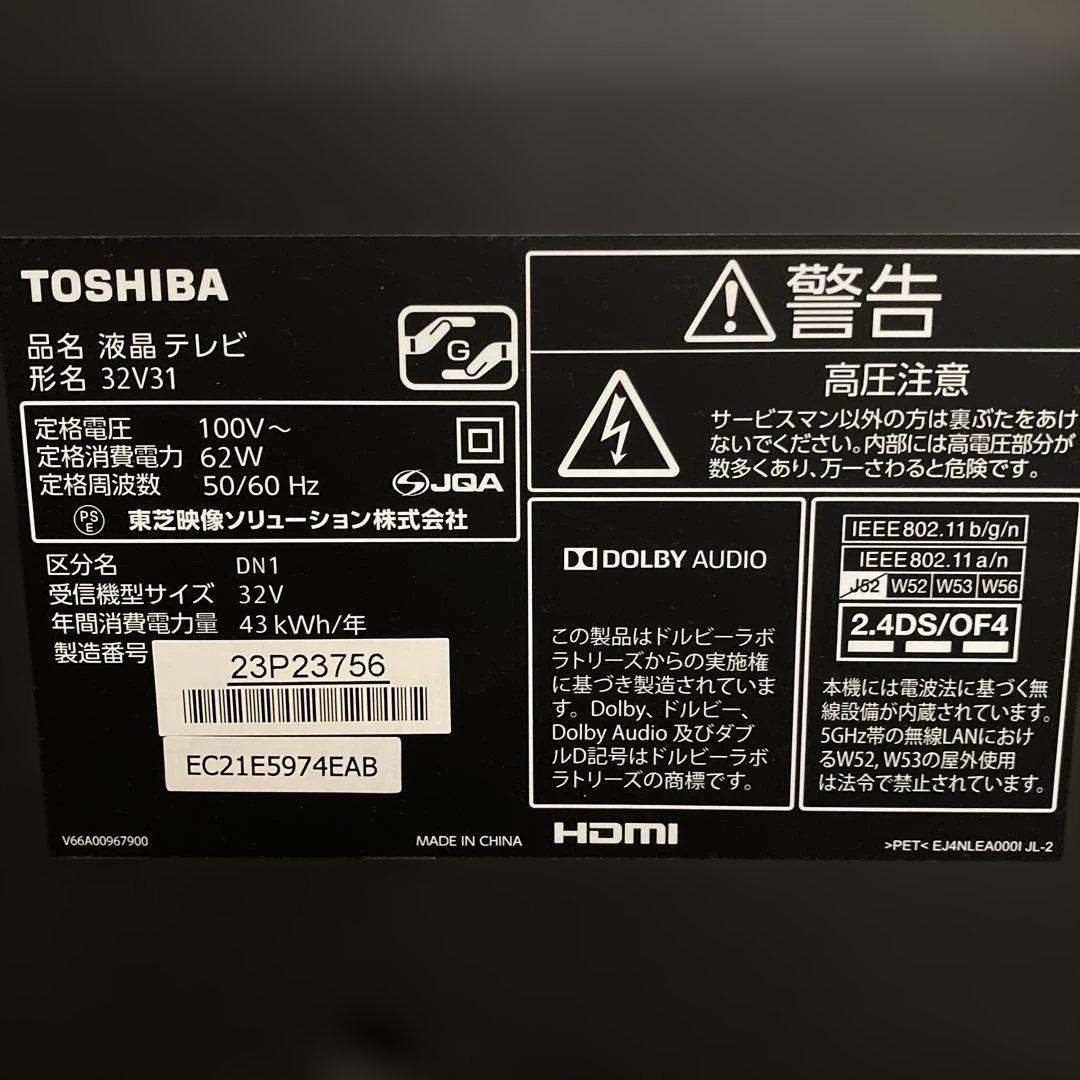 TOSHIBA
品名 液晶テレビ
形名 32V31
G
定格電圧 100V～
定格消費電力 62W
定格周波数 50/60 Hz
JQA
PS
E
東芝映像ソリューション株式会社
区分名 DN1
受信機型サイズ 32V
年間消費電力量 43kWh/年
製造番号
23P23756
EC21E5974EAB
V66A00967900
MADE IN CHINA
警告
高圧注意
サービスマン以外の方は裏ぶたをあけ
ないでください。内部には高電圧部分が
数多くあり、万一さわると危険です。
DOLBY AUDIO
この製品はドルビーラボ
ラトリーズからの実施権
に基づき製造されていま
す。Dolby、ドルビー、
Dolby Audio 及びダブ
ルD記号はドルビーラボ
ラトリーズの商標です。
IEEE802.11b/g/n
IEEE802.11a/n
J52 W52 W53 W56
2.4DS/OF4
本機には電波法に基づく無
線設備が内蔵されています。
5GHz帯の無線LANにおけ
るW52, W53の屋外使用
は法令で禁止されています。
HDMI
>PET< EJ4NLEA000I JL-2